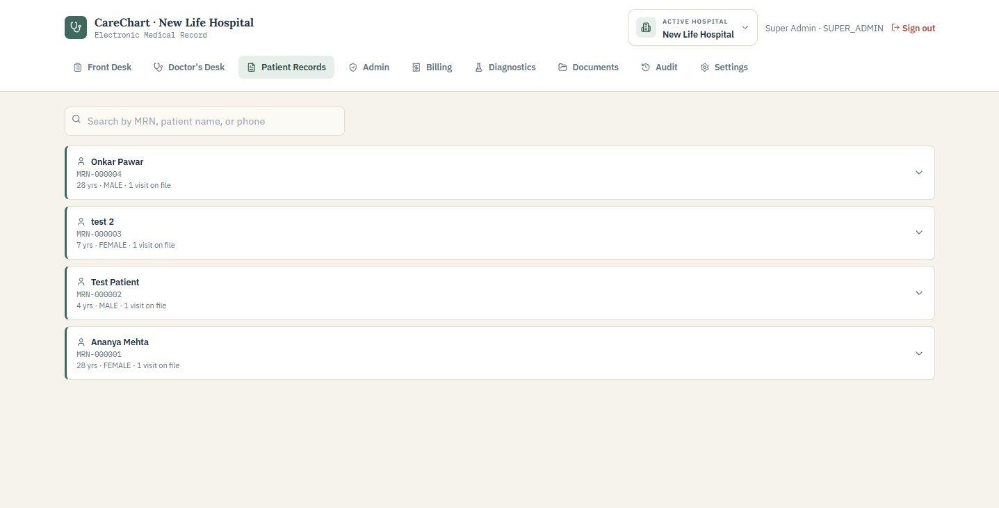 CareChart · New Life Hospital
Electronic Medical Record
ACTIVE HOSPITAL
New Life Hospital
Super Admin · SUPER_ADMIN
Sign out
Front Desk
Doctor's Desk
Patient Records
Admin
Billing
Diagnostics
Documents
Audit
Settings
Search by MRN, patient name, or phone
Onkar Pawar
MRN-000004
28 yrs · MALE · 1 visit on file
test 2
MRN-000003
7 yrs · FEMALE · 1 visit on file
Test Patient
MRN-000002
4 yrs · MALE · 1 visit on file
Ananya Mehta
MRN-000001
28 yrs · FEMALE · 1 visit on file